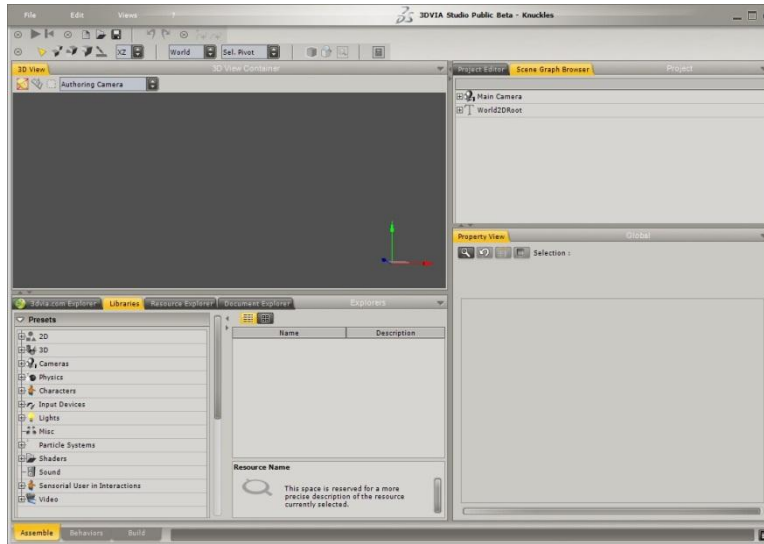 File Edit Views ?
3DVIA Studio Public Beta - Knuckles
XZ World Sel. Pivot
3D View 3D View Container
Authoring Camera
Project Editor Scene Graph Browser Project
Main Camera
World2DRoot
Property View Global
Selection :
3dvia.com Explorer Libraries Resource Explorer Document Explorer Explorers
Presets
2D
3D
Cameras
Physics
Characters
Input Devices
Lights
Misc
Particle Systems
Shaders
Sound
Sensorial User in Interactions
Video
Name Description
Resource Name
This space is reserved for a more
precise description of the resource
currently selected.
Assemble Behaviors Build